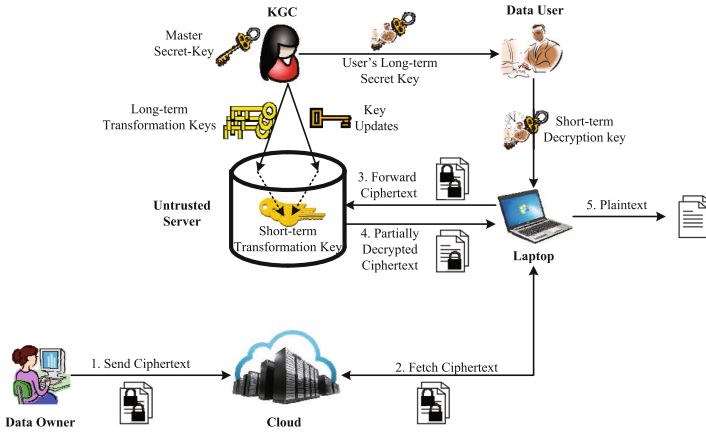 KGC
Data User
Master
Secret-Key
User's Long-term
Secret Key
Long-term
Transformation Keys
Key
Updates
Short-term
Decryption key
Untrusted
Server
3. Forward
Ciphertext
Short-term
Transformation Key
4. Partially
Decrypted
Ciphertext
5. Plaintext
Laptop
1. Send Ciphertext
2. Fetch Ciphertext
Data Owner
Cloud